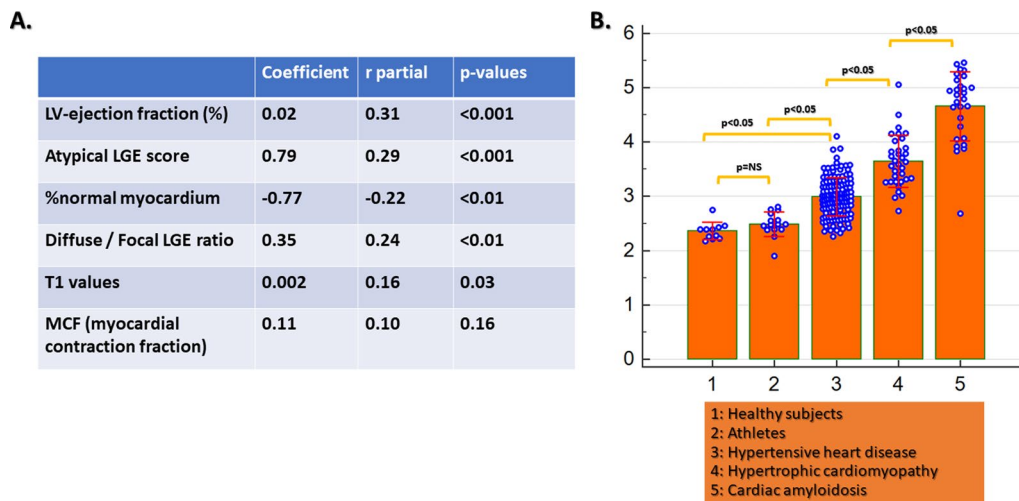 A.
Coefficient r partial p-values
LV-ejection fraction (%) 0.02 0.31 <0.001
Atypical LGE score 0.79 0.29 <0.001
%normal myocardium -0.77 -0.22 <0.01
Diffuse / Focal LGE ratio 0.35 0.24 <0.01
T1 values 0.002 0.16 0.03
MCF (myocardial 0.11 0.10 0.16
contraction fraction)
B.
6
5
4
3
2
1
0
p<0.05
p<0.05
p<0.05
p<0.05
p=NS
1 2 3 4 5
1: Healthy subjects
2: Athletes
3: Hypertensive heart disease
4: Hypertrophic cardiomyopathy
5: Cardiac amyloidosis